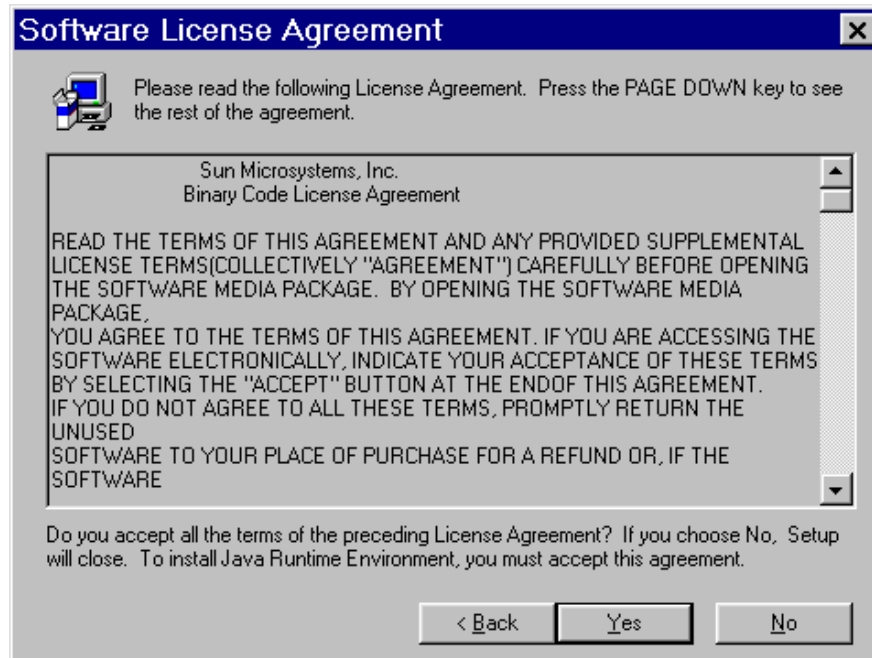 Software License Agreement
Please read the following License Agreement.  Press the PAGE DOWN key to see
the rest of the agreement.
Sun Microsystems, Inc.
Binary Code License Agreement
READ THE TERMS OF THIS AGREEMENT AND ANY PROVIDED SUPPLEMENTAL
LICENSE TERMS(COLLECTIVELY "AGREEMENT") CAREFULLY BEFORE OPENING
THE SOFTWARE MEDIA PACKAGE.  BY OPENING THE SOFTWARE MEDIA
PACKAGE,
YOU AGREE TO THE TERMS OF THIS AGREEMENT. IF YOU ARE ACCESSING THE
SOFTWARE ELECTRONICALLY, INDICATE YOUR ACCEPTANCE OF THESE TERMS
BY SELECTING THE "ACCEPT" BUTTON AT THE ENDOF THIS AGREEMENT.
IF YOU DO NOT AGREE TO ALL THESE TERMS, PROMPTLY RETURN THE
UNUSED
SOFTWARE TO YOUR PLACE OF PURCHASE FOR A REFUND OR, IF THE
SOFTWARE
Do you accept all the terms of the preceding License Agreement?  If you choose No,  Setup
will close.  To install Java Runtime Environment, you must accept this agreement.
< Back
Yes
No